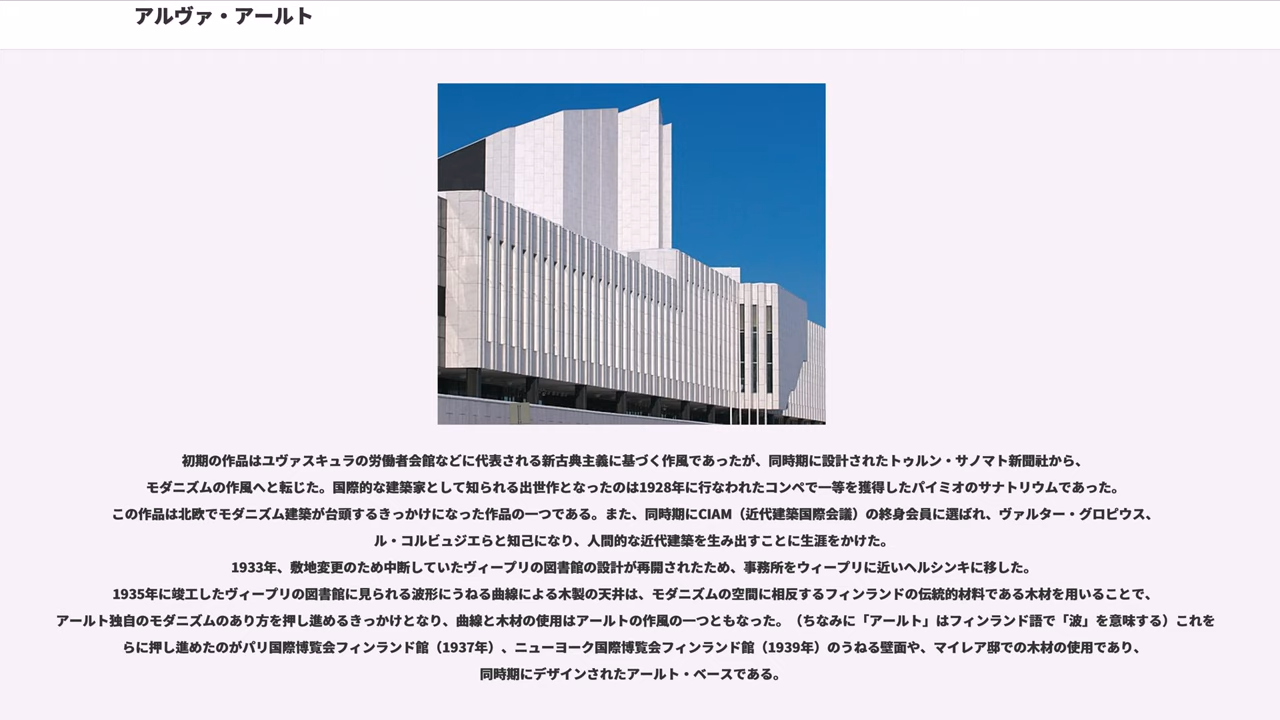 アルヴァ・アールト
初期の作品はユヴァスキュラの労働者会館などに代表される新古典主義に基づく作風であったが、同時期に設計されたトゥルン・サノマト新聞社から、
モダニズムの作風へと転じた。国際的な建築家として知られる出世作となったのは1928年に行なわれたコンペで一等を獲得したパイミオのサナトリウムであった。
この作品は北欧でモダニズム建築が台頭するきっかけになった作品の一つである。また、同時期にCIAM（近代建築国際会議）の終身会員に選ばれ、ヴァルター・グロピウス、
ル・コルビュジエらと知己になり、人間的な近代建築を生み出すことに生涯をかけた。
1933年、敷地変更のため中断していたヴィープリの図書館の設計が再開されたため、事務所をウィープリに近いヘルシンキに移した。
1935年に竣工したヴィープリの図書館に見られる波形にうねる曲線による木製の天井は、モダニズムの空間に相反するフィンランドの伝統的材料である木材を用いることで、
アールト独自のモダニズムのあり方を押し進めるきっかけとなり、曲線と木材の使用はアールトの作風の一つともなった。（ちなみに「アールト」はフィンランド語で「波」を意味する）これを
らに押し進めたのがパリ国際博覧会フィンランド館（1937年）、ニューヨーク国際博覧会フィンランド館（1939年）のうねる壁面や、マイレア邸での木材の使用であり、
同時期にデザインされたアールト・ベースである。